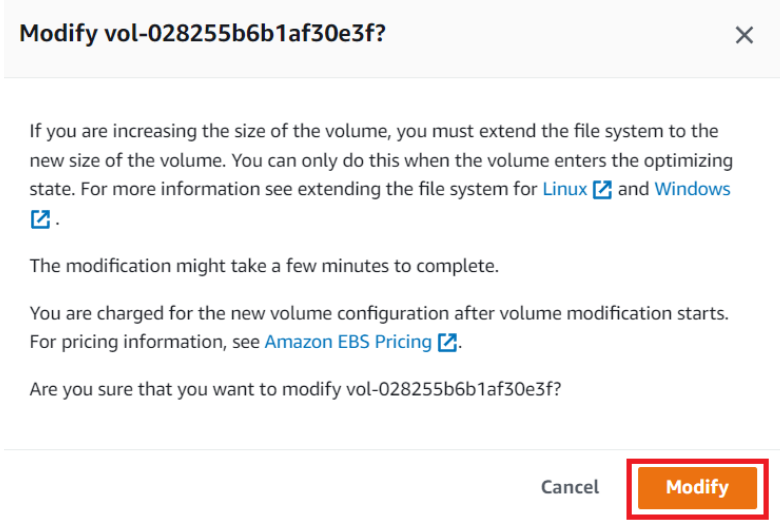 Modify vol-028255b6b1af30e3f?
If you are increasing the size of the volume, you must extend the file system to the
new size of the volume. You can only do this when the volume enters the optimizing
state. For more information see extending the file system for Linux and Windows
.
The modification might take a few minutes to complete.
You are charged for the new volume configuration after volume modification starts.
For pricing information, see Amazon EBS Pricing .
Are you sure that you want to modify vol-028255b6b1af30e3f?
Cancel Modify